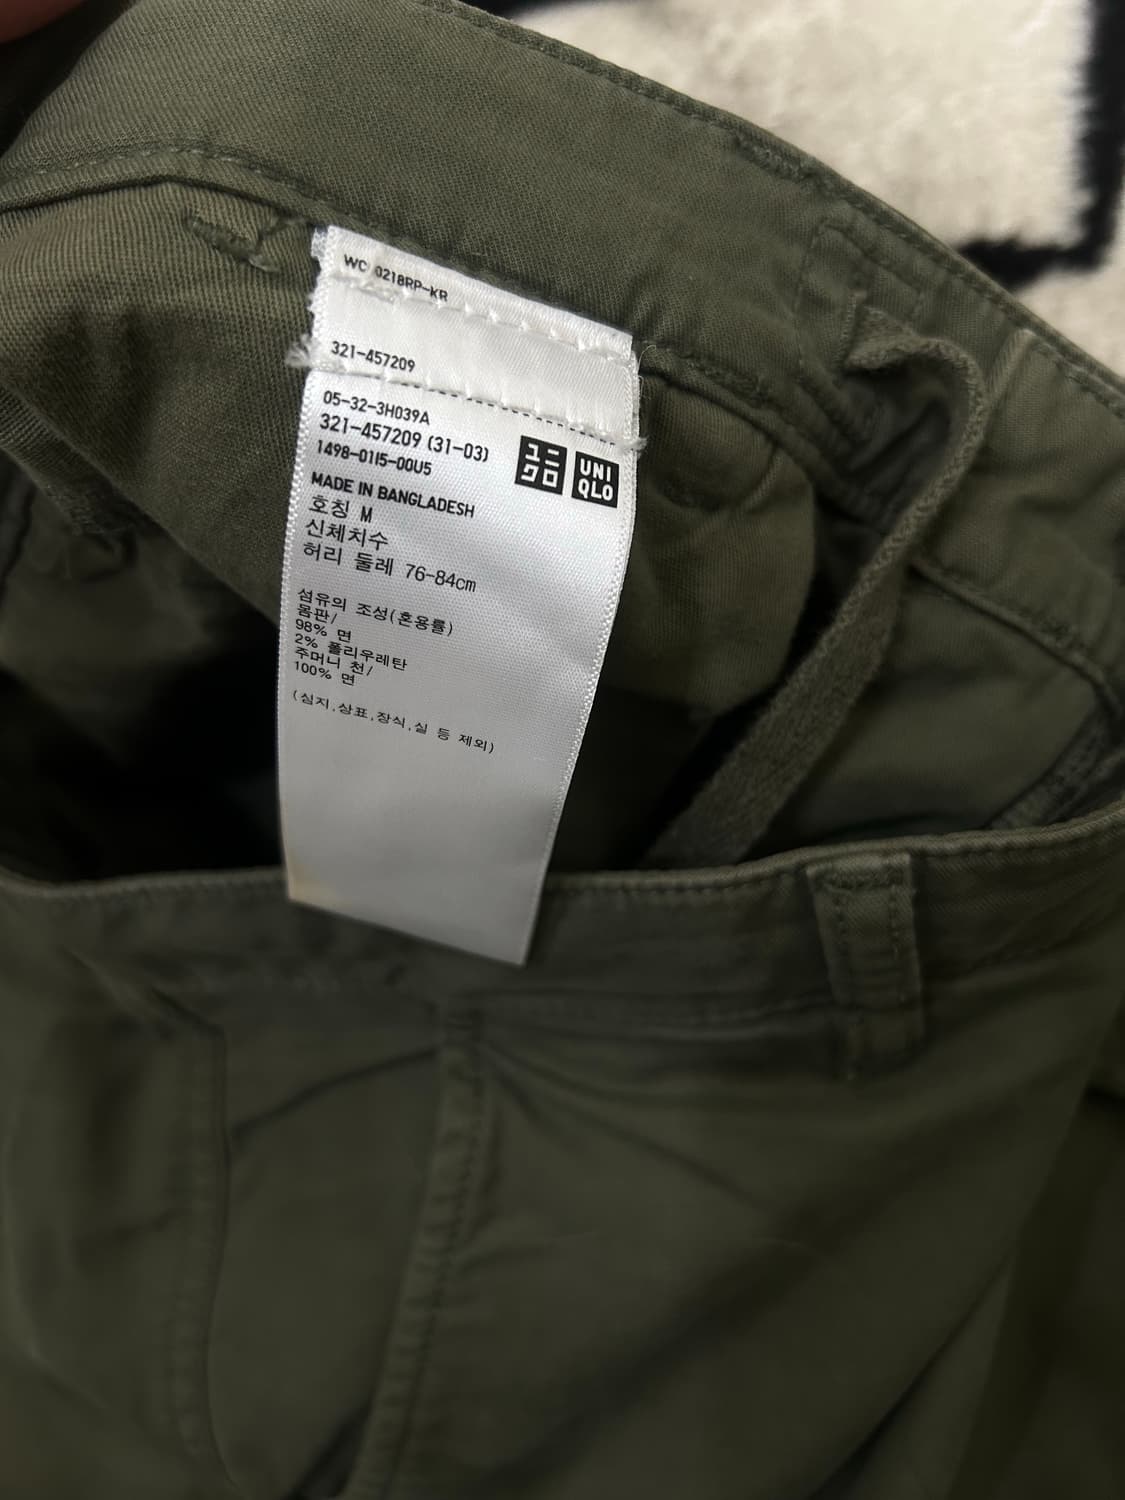 WC 0218RP-KR
321-457209
05-32-3H039A
321-457209 (31-03)
1498-0115-00U5
ユニ
クロ
UNI
QLO
MADE IN BANGLADESH
호칭 M
신체치수
허리 둘레 76-84cm
섬유의 조성(혼용률)
몸판/
98% 면
2% 폴리우레탄
주머니 천/
100% 면
(심지,상표,장식,실 등 제외)